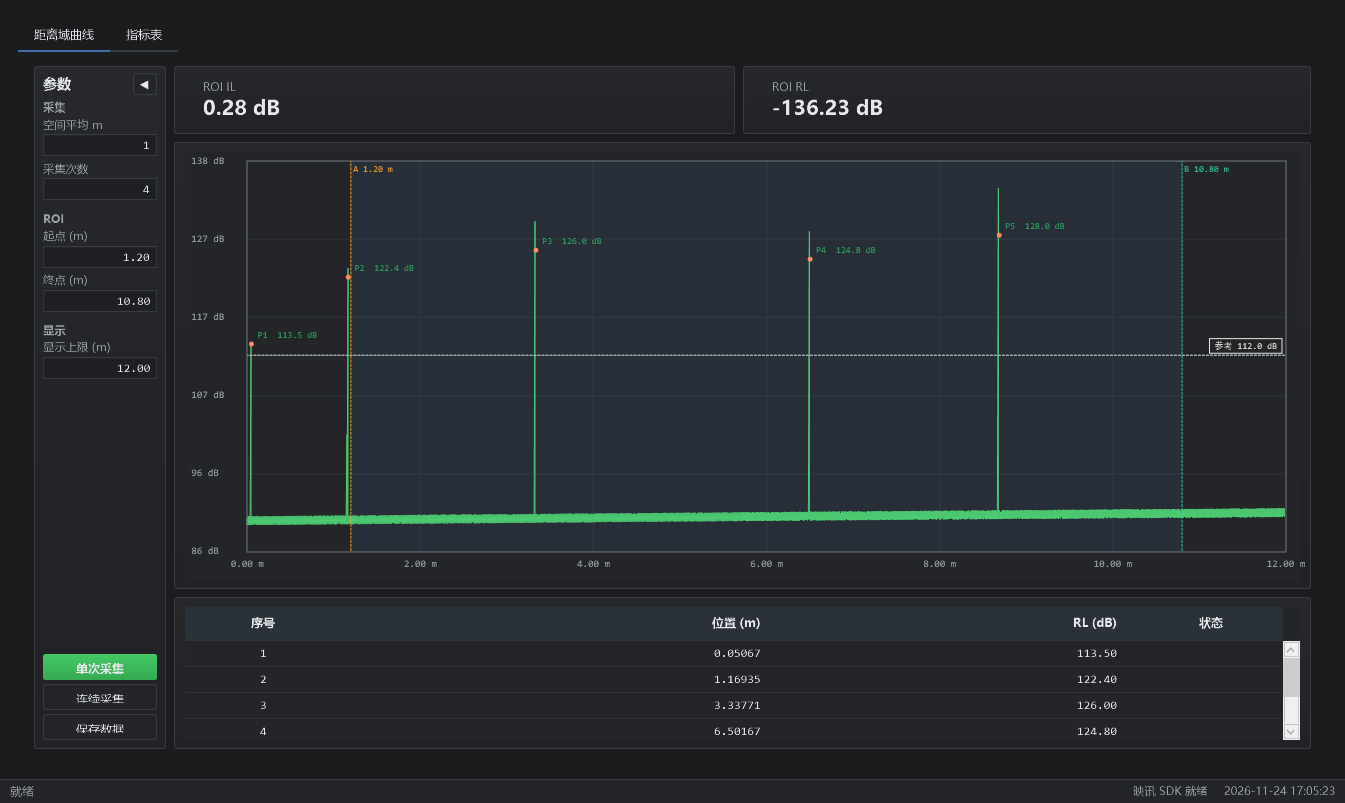 距离域曲线 指标表
参数 ◀
采集
空间平均 m
1
采集次数
4
ROI
起点 (m)
1.20
终点 (m)
10.80
显示
显示上限 (m)
12.00
单次采集
连续采集
保存数据
ROI IL
0.28 dB
ROI RL
-136.23 dB
138 dB
127 dB
117 dB
107 dB
96 dB
86 dB
A 1.20 m
B 10.80 m
P1 113.5 dB
P2 122.4 dB
P3 126.0 dB
P4 124.8 dB
P5 128.0 dB
参考 112.0 dB
0.00 m 2.00 m 4.00 m 6.00 m 8.00 m 10.00 m 12.00 m
序号 位置 (m) RL (dB) 状态
1 0.05067 113.50
2 1.16935 122.40
3 3.33771 126.00
4 6.50167 124.80
就绪 映讯 SDK 就绪 2026-11-24 17:05:23